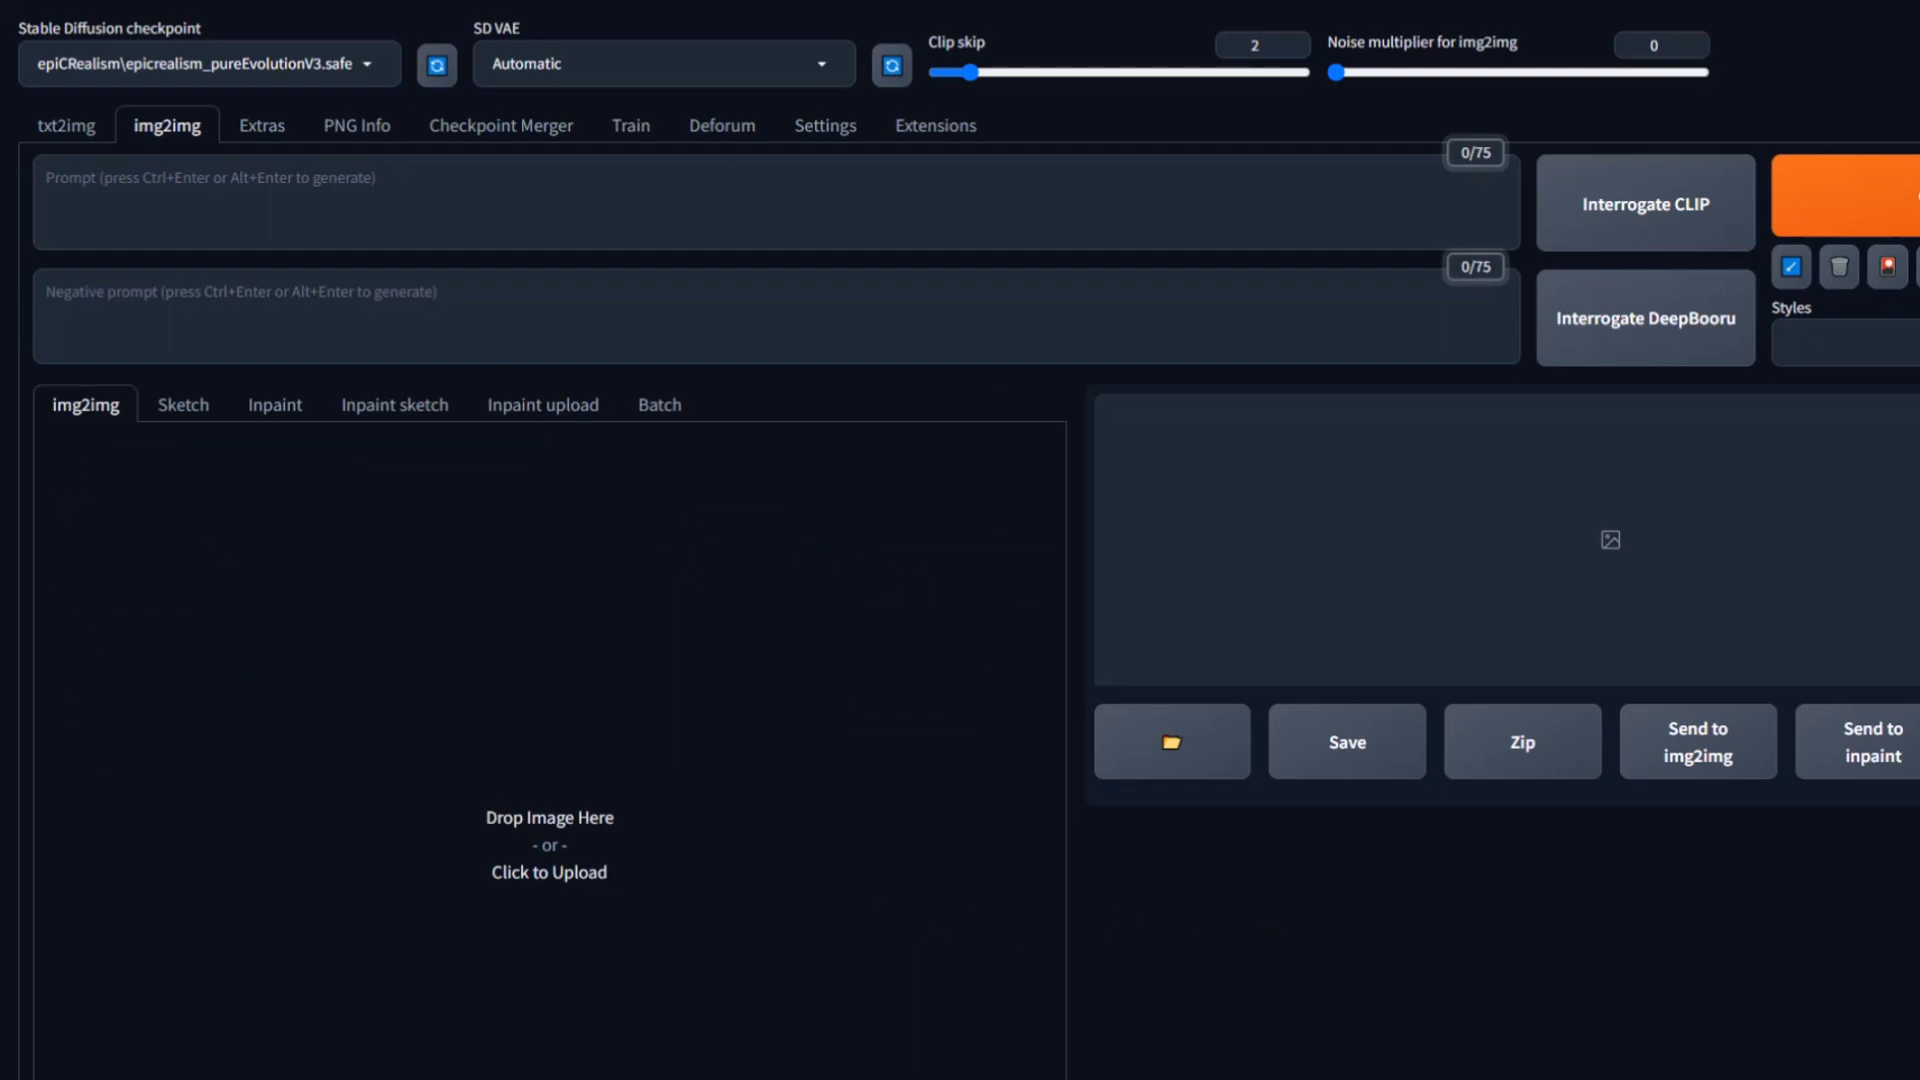 Stable Diffusion checkpoint
epiCRealism\epicrealism_pureEvolutionV3.safe
SD VAE
Automatic
Clip skip
2
Noise multiplier for img2img
0
txt2img
img2img
Extras
PNG Info
Checkpoint Merger
Train
Deforum
Settings
Extensions
0/75
Prompt (press Ctrl+Enter or Alt+Enter to generate)
Interrogate CLIP
0/75
Negative prompt (press Ctrl+Enter or Alt+Enter to generate)
Interrogate DeepBooru
Styles
img2img
Sketch
Inpaint
Inpaint sketch
Inpaint upload
Batch
Drop Image Here
- or -
Click to Upload
Save
Zip
Send to
img2img
Send to
inpaint